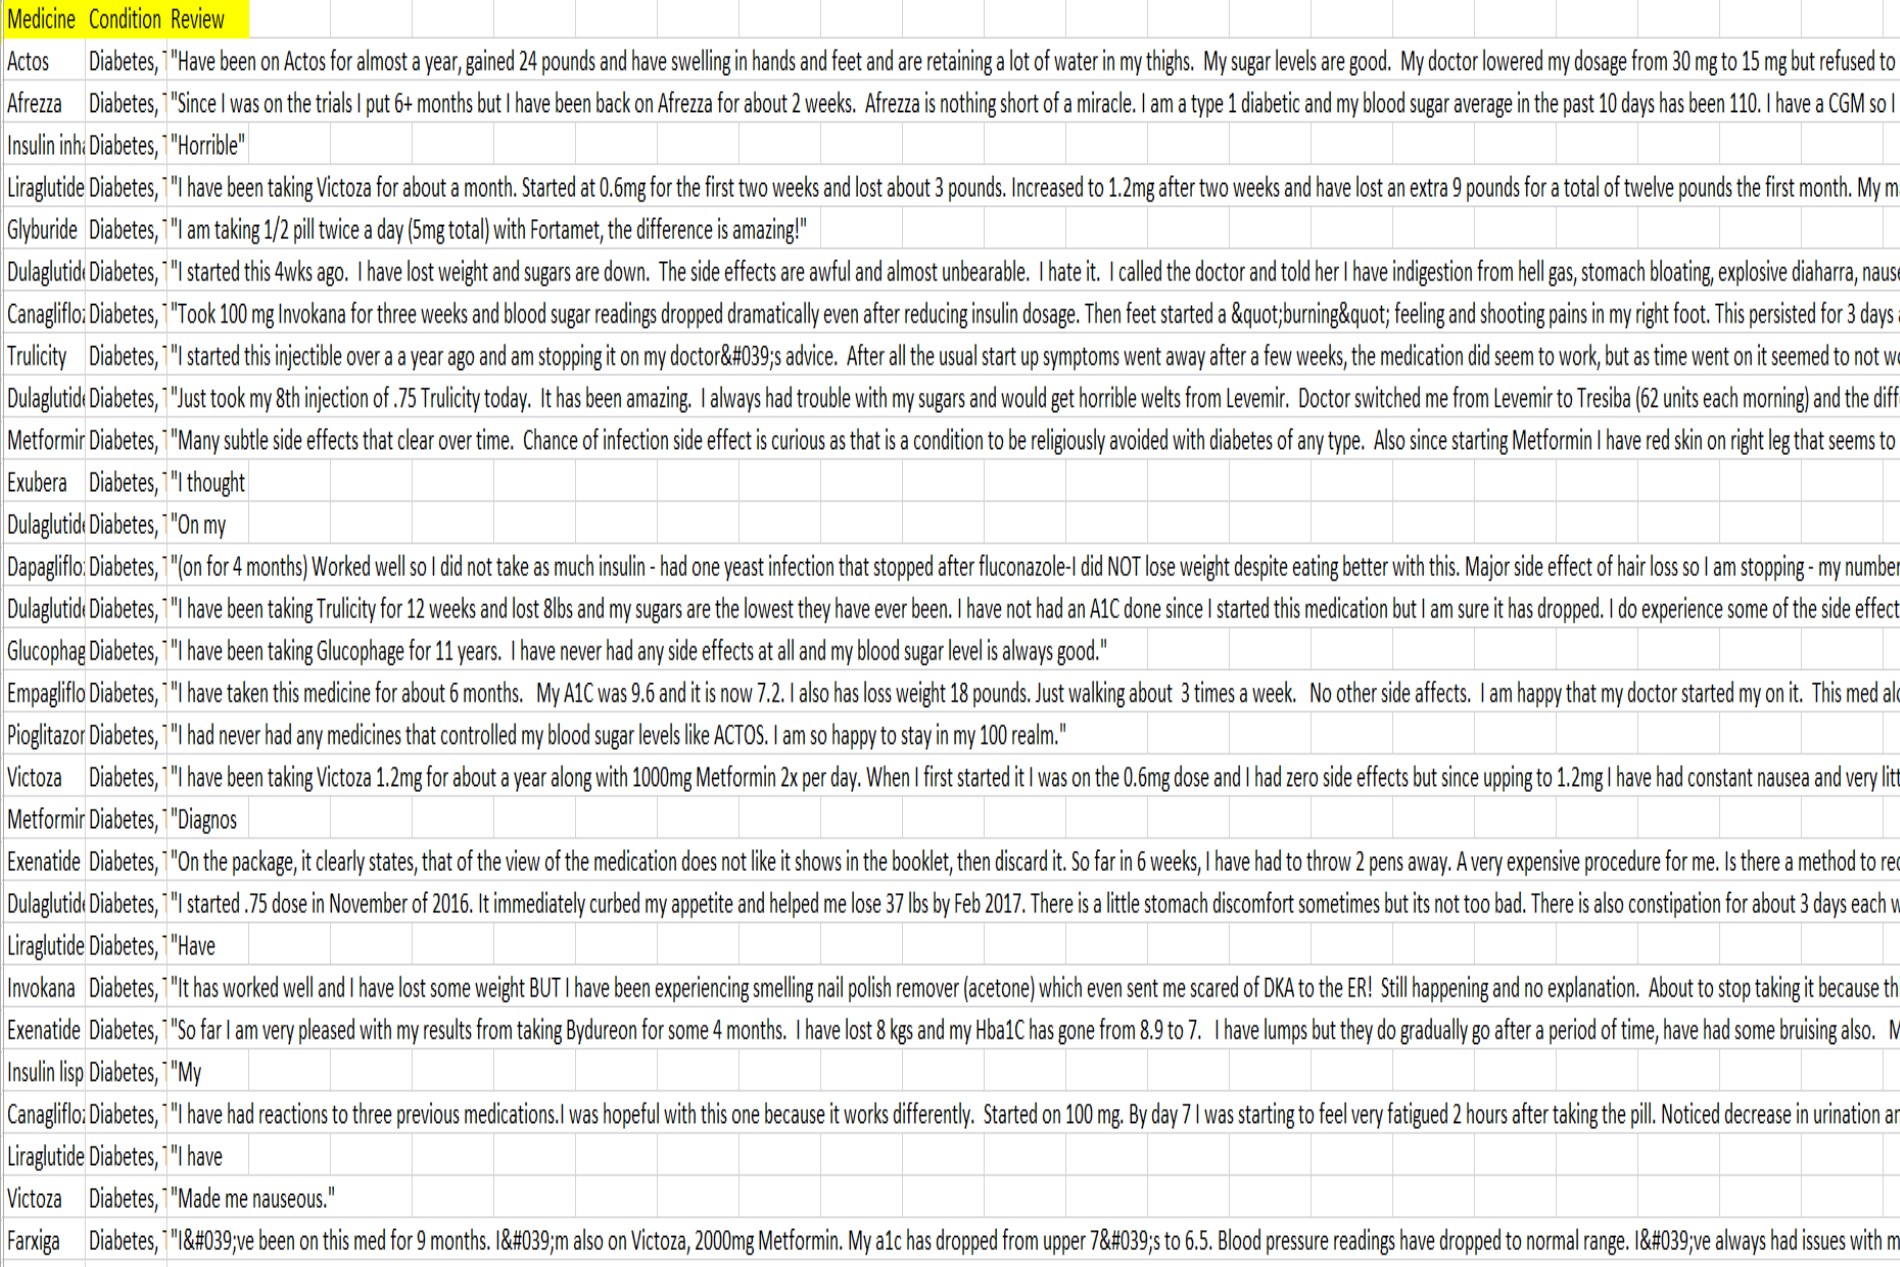 Medicine Condition Review
Actos Diabetes, "Have been on Actos for almost a year, gained 24 pounds and have swelling in hands and feet and are retaining a lot of water in my thighs. My sugar levels are good. My doctor lowered my dosage from 30 mg to 15 mg but refused to
Afrezza Diabetes, "Since I was on the trials I put 6+ months but I have been back on Afrezza for about 2 weeks. Afrezza is nothing short of a miracle. I am a type 1 diabetic and my blood sugar average in the past 10 days has been 110. I have a CGM so I
Insulin inha Diabetes, "Horrible"
Liraglutide Diabetes, "I have been taking Victoza for about a month. Started at 0.6mg for the first two weeks and lost about 3 pounds. Increased to 1.2mg after two weeks and have lost an extra 9 pounds for a total of twelve pounds the first month. My m
Glyburide Diabetes, "I am taking 1/2 pill twice a day (5mg total) with Fortamet, the difference is amazing!"
Dulaglutide Diabetes, "I started this 4wks ago. I have lost weight and sugars are down. The side effects are awful and almost unbearable. I hate it. I called the doctor and told her I have indigestion from hell gas, stomach bloating, explosive diaharra, nause
Canagliflo Diabetes, "Took 100 mg Invokana for three weeks and blood sugar readings dropped dramatically even after reducing insulin dosage. Then feet started a &quot;burning&quot; feeling and shooting pains in my right foot. This persisted for 3 days
Trulicity Diabetes, "I started this injectible over a a year ago and am stopping it on my doctor&#039;s advice. After all the usual start up symptoms went away after a few weeks, the medication did seem to work, but as time went on it seemed to not wo
Dulaglutide Diabetes, "Just took my 8th injection of .75 Trulicity today. It has been amazing. I always had trouble with my sugars and would get horrible welts from Levemir. Doctor switched me from Levemir to Tresiba (62 units each morning) and the diff
Metformin Diabetes, "Many subtle side effects that clear over time. Chance of infection side effect is curious as that is a condition to be religiously avoided with diabetes of any type. Also since starting Metformin I have red skin on right leg that seems to
Exubera Diabetes, "I thought
Dulaglutide Diabetes, "On my
Dapagliflo Diabetes, "(on for 4 months) Worked well so I did not take as much insulin - had one yeast infection that stopped after fluconazole-I did NOT lose weight despite eating better with this. Major side effect of hair loss so I am stopping - my number
Dulaglutide Diabetes, "I have been taking Trulicity for 12 weeks and lost 8lbs and my sugars are the lowest they have ever been. I have not had an A1C done since I started this medication but I am sure it has dropped. I do experience some of the side effect
Glucophag Diabetes, "I have been taking Glucophage for 11 years. I have never had any side effects at all and my blood sugar level is always good."
Empagliflo Diabetes, "I have taken this medicine for about 6 months. My A1C was 9.6 and it is now 7.2. I also has loss weight 18 pounds. Just walking about 3 times a week. No other side affects. I am happy that my doctor started my on it. This med alo
Pioglitazon Diabetes, "I had never had any medicines that controlled my blood sugar levels like ACTOS. I am so happy to stay in my 100 realm."
Victoza Diabetes, "I have been taking Victoza 1.2mg for about a year along with 1000mg Metformin 2x per day. When I first started it I was on the 0.6mg dose and I had zero side effects but since upping to 1.2mg I have had constant nausea and very litt
Metformin Diabetes, "Diagnos
Exenatide Diabetes, "On the package, it clearly states, that of the view of the medication does not like it shows in the booklet, then discard it. So far in 6 weeks, I have had to throw 2 pens away. A very expensive procedure for me. Is there a method to rec
Dulaglutide Diabetes, "I started .75 dose in November of 2016. It immediately curbed my appetite and helped me lose 37 lbs by Feb 2017. There is a little stomach discomfort sometimes but its not too bad. There is also constipation for about 3 days each w
Liraglutide Diabetes, "Have
Invokana Diabetes, "It has worked well and I have lost some weight BUT I have been experiencing smelling nail polish remover (acetone) which even sent me scared of DKA to the ER! Still happening and no explanation. About to stop taking it because thi
Exenatide Diabetes, "So far I am very pleased with my results from taking Bydureon for some 4 months. I have lost 8 kgs and my Hba1C has gone from 8.9 to 7. I have lumps but they do gradually go after a period of time, have had some bruising also. M
Insulin lisp Diabetes, "My
Canagliflo Diabetes, "I have had reactions to three previous medications.I was hopeful with this one because it works differently. Started on 100 mg. By day 7 I was starting to feel very fatigued 2 hours after taking the pill. Noticed decrease in urination an
Liraglutide Diabetes, "I have
Victoza Diabetes, "Made me nauseous."
Farxiga Diabetes, "I&#039;ve been on this med for 9 months. I&#039;m also on Victoza, 2000mg Metformin. My a1c has dropped from upper 7&#039;s to 6.5. Blood pressure readings have dropped to normal range. I&#039;ve always had issues with m